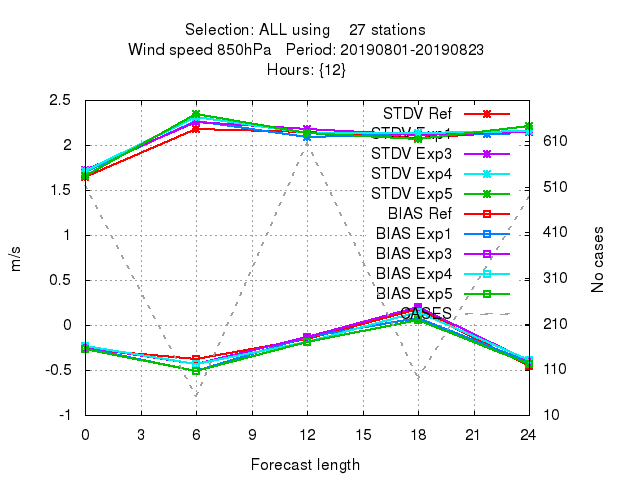 Selection: ALL using 27 stations
Wind speed 850hPa Period: 20190801-20190823
Hours: {12}
2.5
2
1.5
1
0.5
0
-0.5
-1
m/s
STDV Ref
STDV Exp1
STDV Exp3
STDV Exp4
STDV Exp5
BIAS Ref
BIAS Exp1
BIAS Exp3
BIAS Exp4
BIAS Exp5
CASES
610
510
410
310
210
110
10
No cases
0 3 6 9 12 15 18 21 24
Forecast length